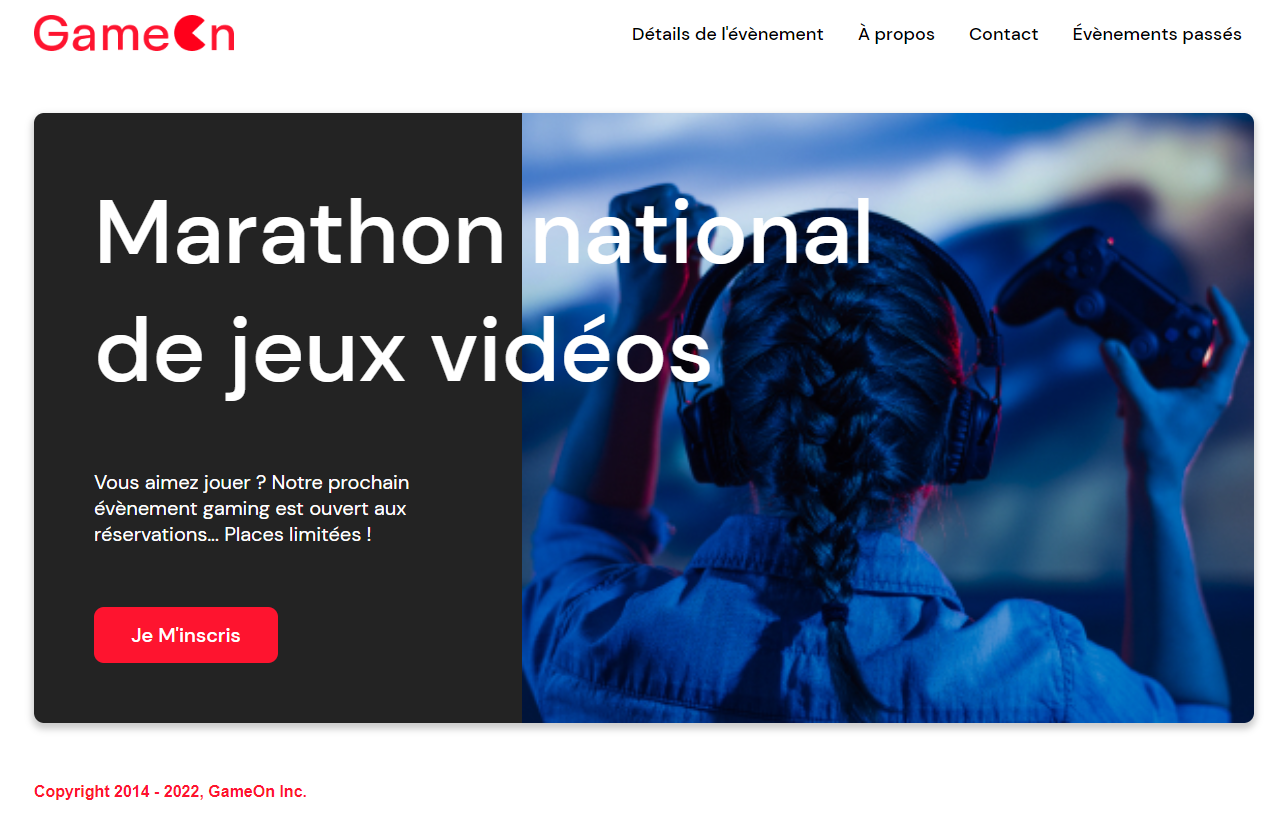 GameOn
Détails de l'évènement
À propos
Contact
Évènements passés
Marathon national
de jeux vidéos
Vous aimez jouer ? Notre prochain
évènement gaming est ouvert aux
réservations... Places limitées !
Je M'inscris
Copyright 2014 - 2022, GameOn Inc.